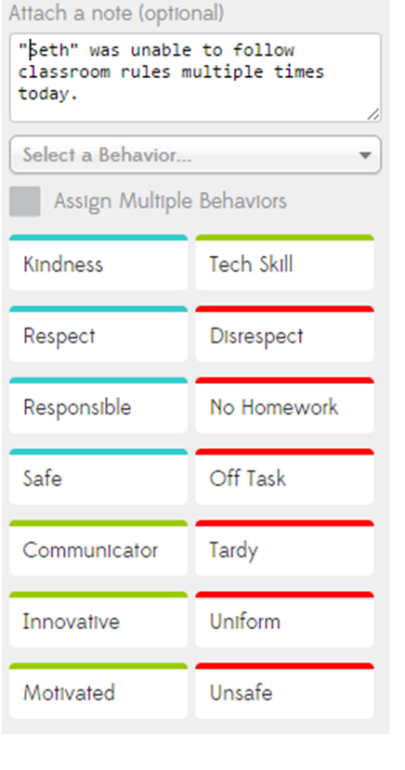 Attach a note (optional)
"Seth" was unable to follow
classroom rules multiple times
today.
Select a Behavior...
Assign Multiple Behaviors
Kindness
Tech Skill
Respect
Disrespect
Responsible
No Homework
Safe
Off Task
Communicator
Tardy
Innovative
Uniform
Motivated
Unsafe